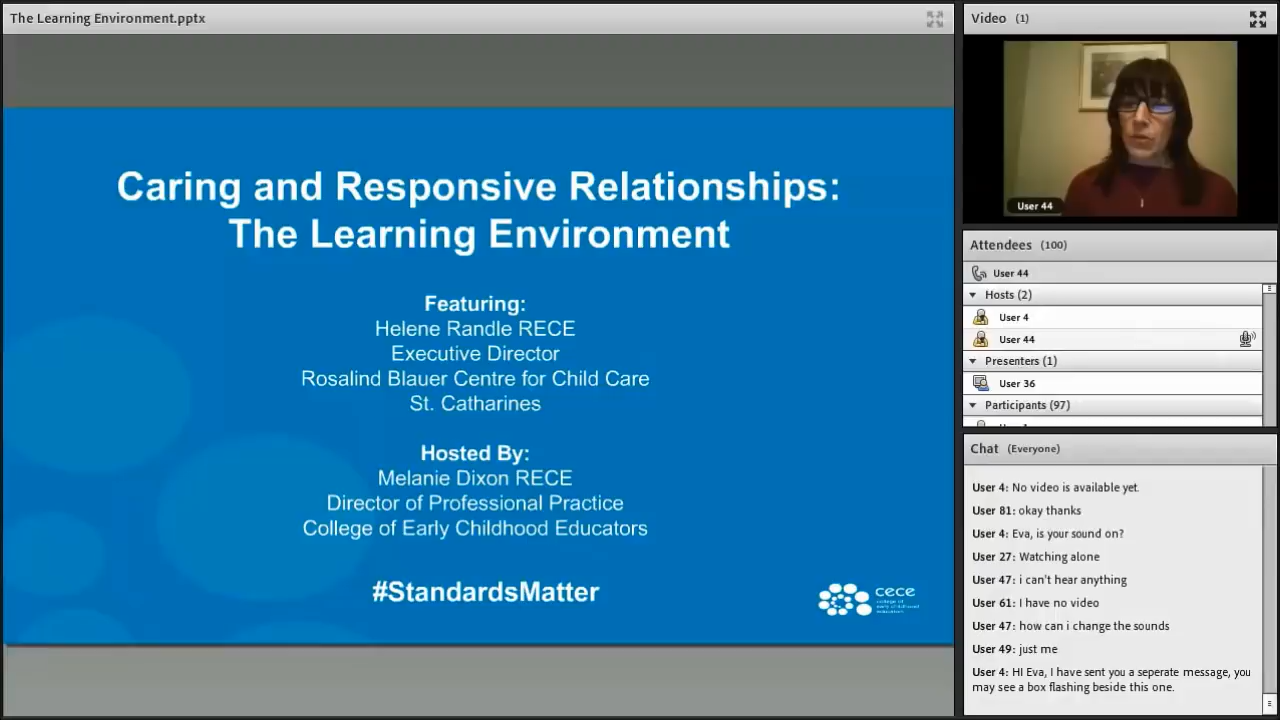 The Learning Environment.pptx
Caring and Responsive Relationships:
The Learning Environment
Featuring:
Helene Randle RECE
Executive Director
Rosalind Blauer Centre for Child Care
St. Catharines
Hosted By:
Melanie Dixon RECE
Director of Professional Practice
College of Early Childhood Educators
#StandardsMatter
cece
college of
early childhood
educators
Video (1)
User 44
Attendees (100)
User 44
Hosts (2)
User 4
User 44
Presenters (1)
User 36
Participants (97)
Chat (Everyone)
User 4: No video is available yet.
User 81: okay thanks
User 4: Eva, is your sound on?
User 27: Watching alone
User 47: i can't hear anything
User 61: I have no video
User 47: how can i change the sounds
User 49: just me
User 4: HI Eva, I have sent you a seperate message, you
may see a box flashing beside this one.